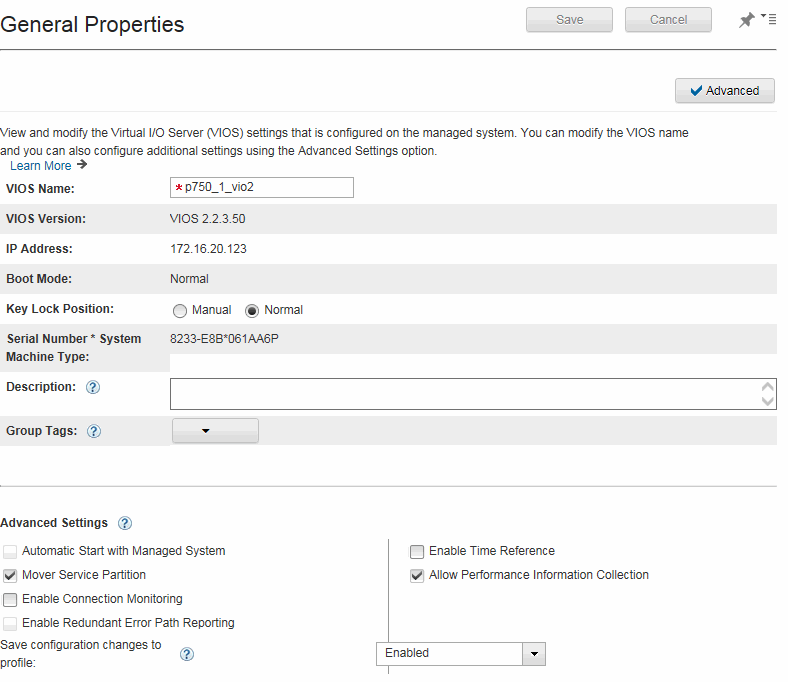 General Properties
Save
Cancel
Advanced
View and modify the Virtual I/O Server (VIOS) settings that is configured on the managed system. You can modify the VIOS name
and you can also configure additional settings using the Advanced Settings option.
Learn More
VIOS Name: * p750_1_vio2
VIOS Version: VIOS 2.2.3.50
IP Address: 172.16.20.123
Boot Mode: Normal
Key Lock Position: Manual Normal
Serial Number * System 8233-E8B*061AA6P
Machine Type:
Description: ?
Group Tags: ?
Advanced Settings ?
Automatic Start with Managed System
Mover Service Partition
Enable Connection Monitoring
Enable Redundant Error Path Reporting
Enable Time Reference
Allow Performance Information Collection
Save configuration changes to
profile: ? Enabled